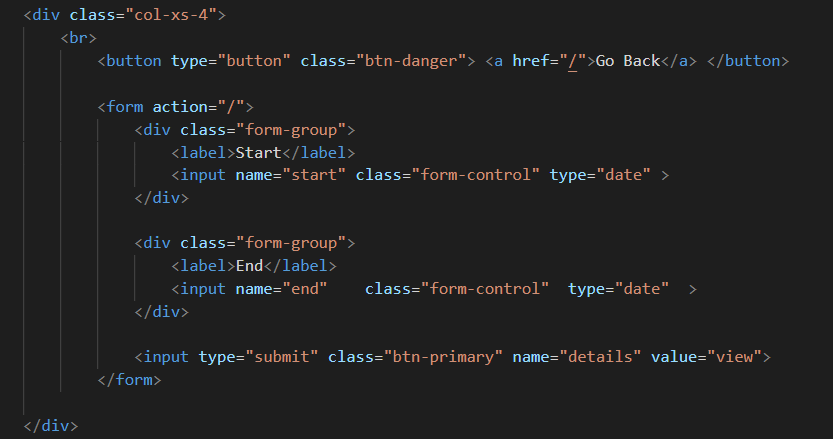 <div class="col-xs-4">
<br>
<button type="button" class="btn-danger"> <a href="/">Go Back</a> </button>
<form action="/">
<div class="form-group">
<label>Start</label>
<input name="start" class="form-control" type="date" >
</div>
<div class="form-group">
<label>End</label>
<input name="end"    class="form-control"  type="date"  >
</div>
<input type="submit" class="btn-primary" name="details" value="view">
</form>
</div>